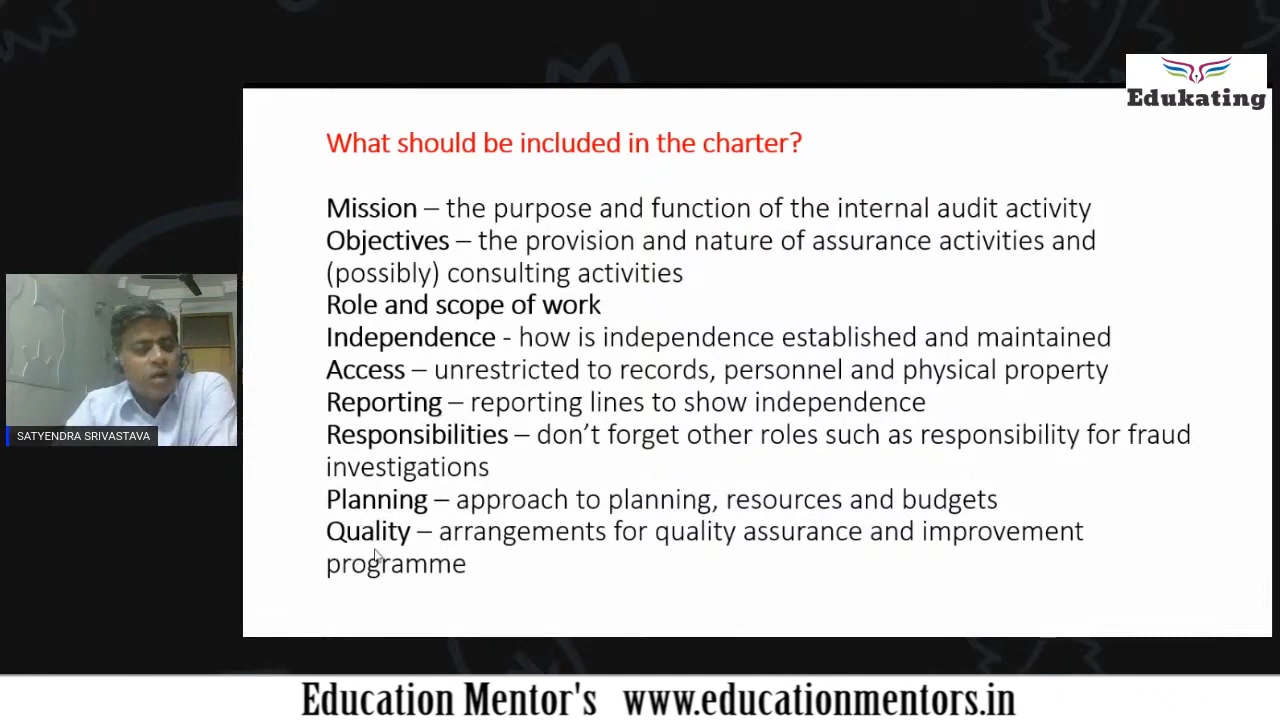 Edukating
What should be included in the charter?
Mission – the purpose and function of the internal audit activity
Objectives – the provision and nature of assurance activities and
(possibly) consulting activities
Role and scope of work
Independence - how is independence established and maintained
Access – unrestricted to records, personnel and physical property
Reporting – reporting lines to show independence
Responsibilities – don’t forget other roles such as responsibility for fraud
investigations
Planning – approach to planning, resources and budgets
Quality – arrangements for quality assurance and improvement
programme
SATYENDRA SRIVASTAVA
Education Mentor's www.educationmentors.in